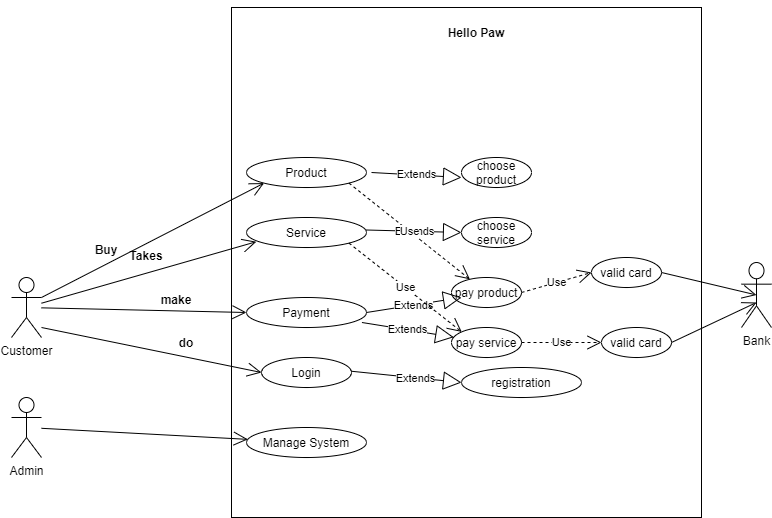 Hello Paw
Product
Extends
choose
product
Buy
Takes
Service
Use
choose
service
Use
valid card
pay product
Use
make
Payment
Extends
Extends
pay service
Use
valid card
Customer
Bank
do
Login
Extends
registration
Manage System
Admin